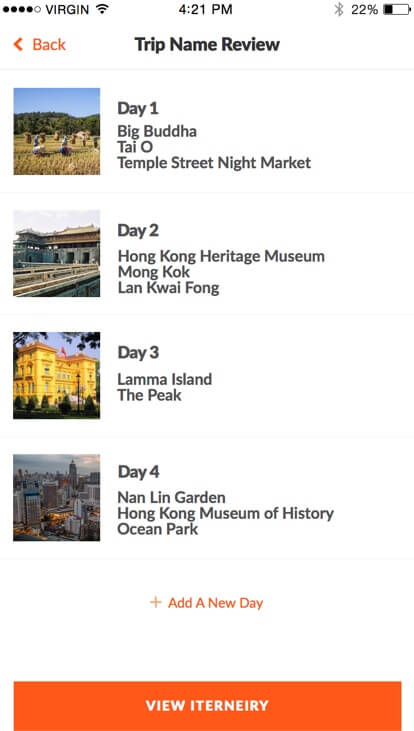 VIRGIN 4:21 PM 22%
Back Trip Name Review
Day 1
Big Buddha
Tai O
Temple Street Night Market
Day 2
Hong Kong Heritage Museum
Mong Kok
Lan Kwai Fong
Day 3
Lamma Island
The Peak
Day 4
Nan Lin Garden
Hong Kong Museum of History
Ocean Park
+ Add A New Day
VIEW ITERNEIRY